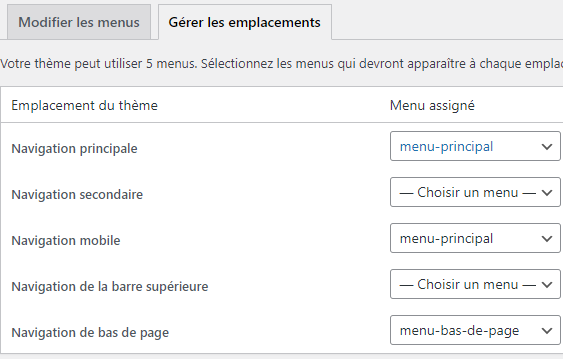 Modifier les menus Gérer les emplacements
Votre thème peut utiliser 5 menus. Sélectionnez les menus qui devront apparaître à chaque
Emplacement du thème Menu assigné
Navigation principale menu-principal
Navigation secondaire — Choisir un menu —
Navigation mobile menu-principal
Navigation de la barre supérieure — Choisir un menu —
Navigation de bas de page menu-bas-de-page